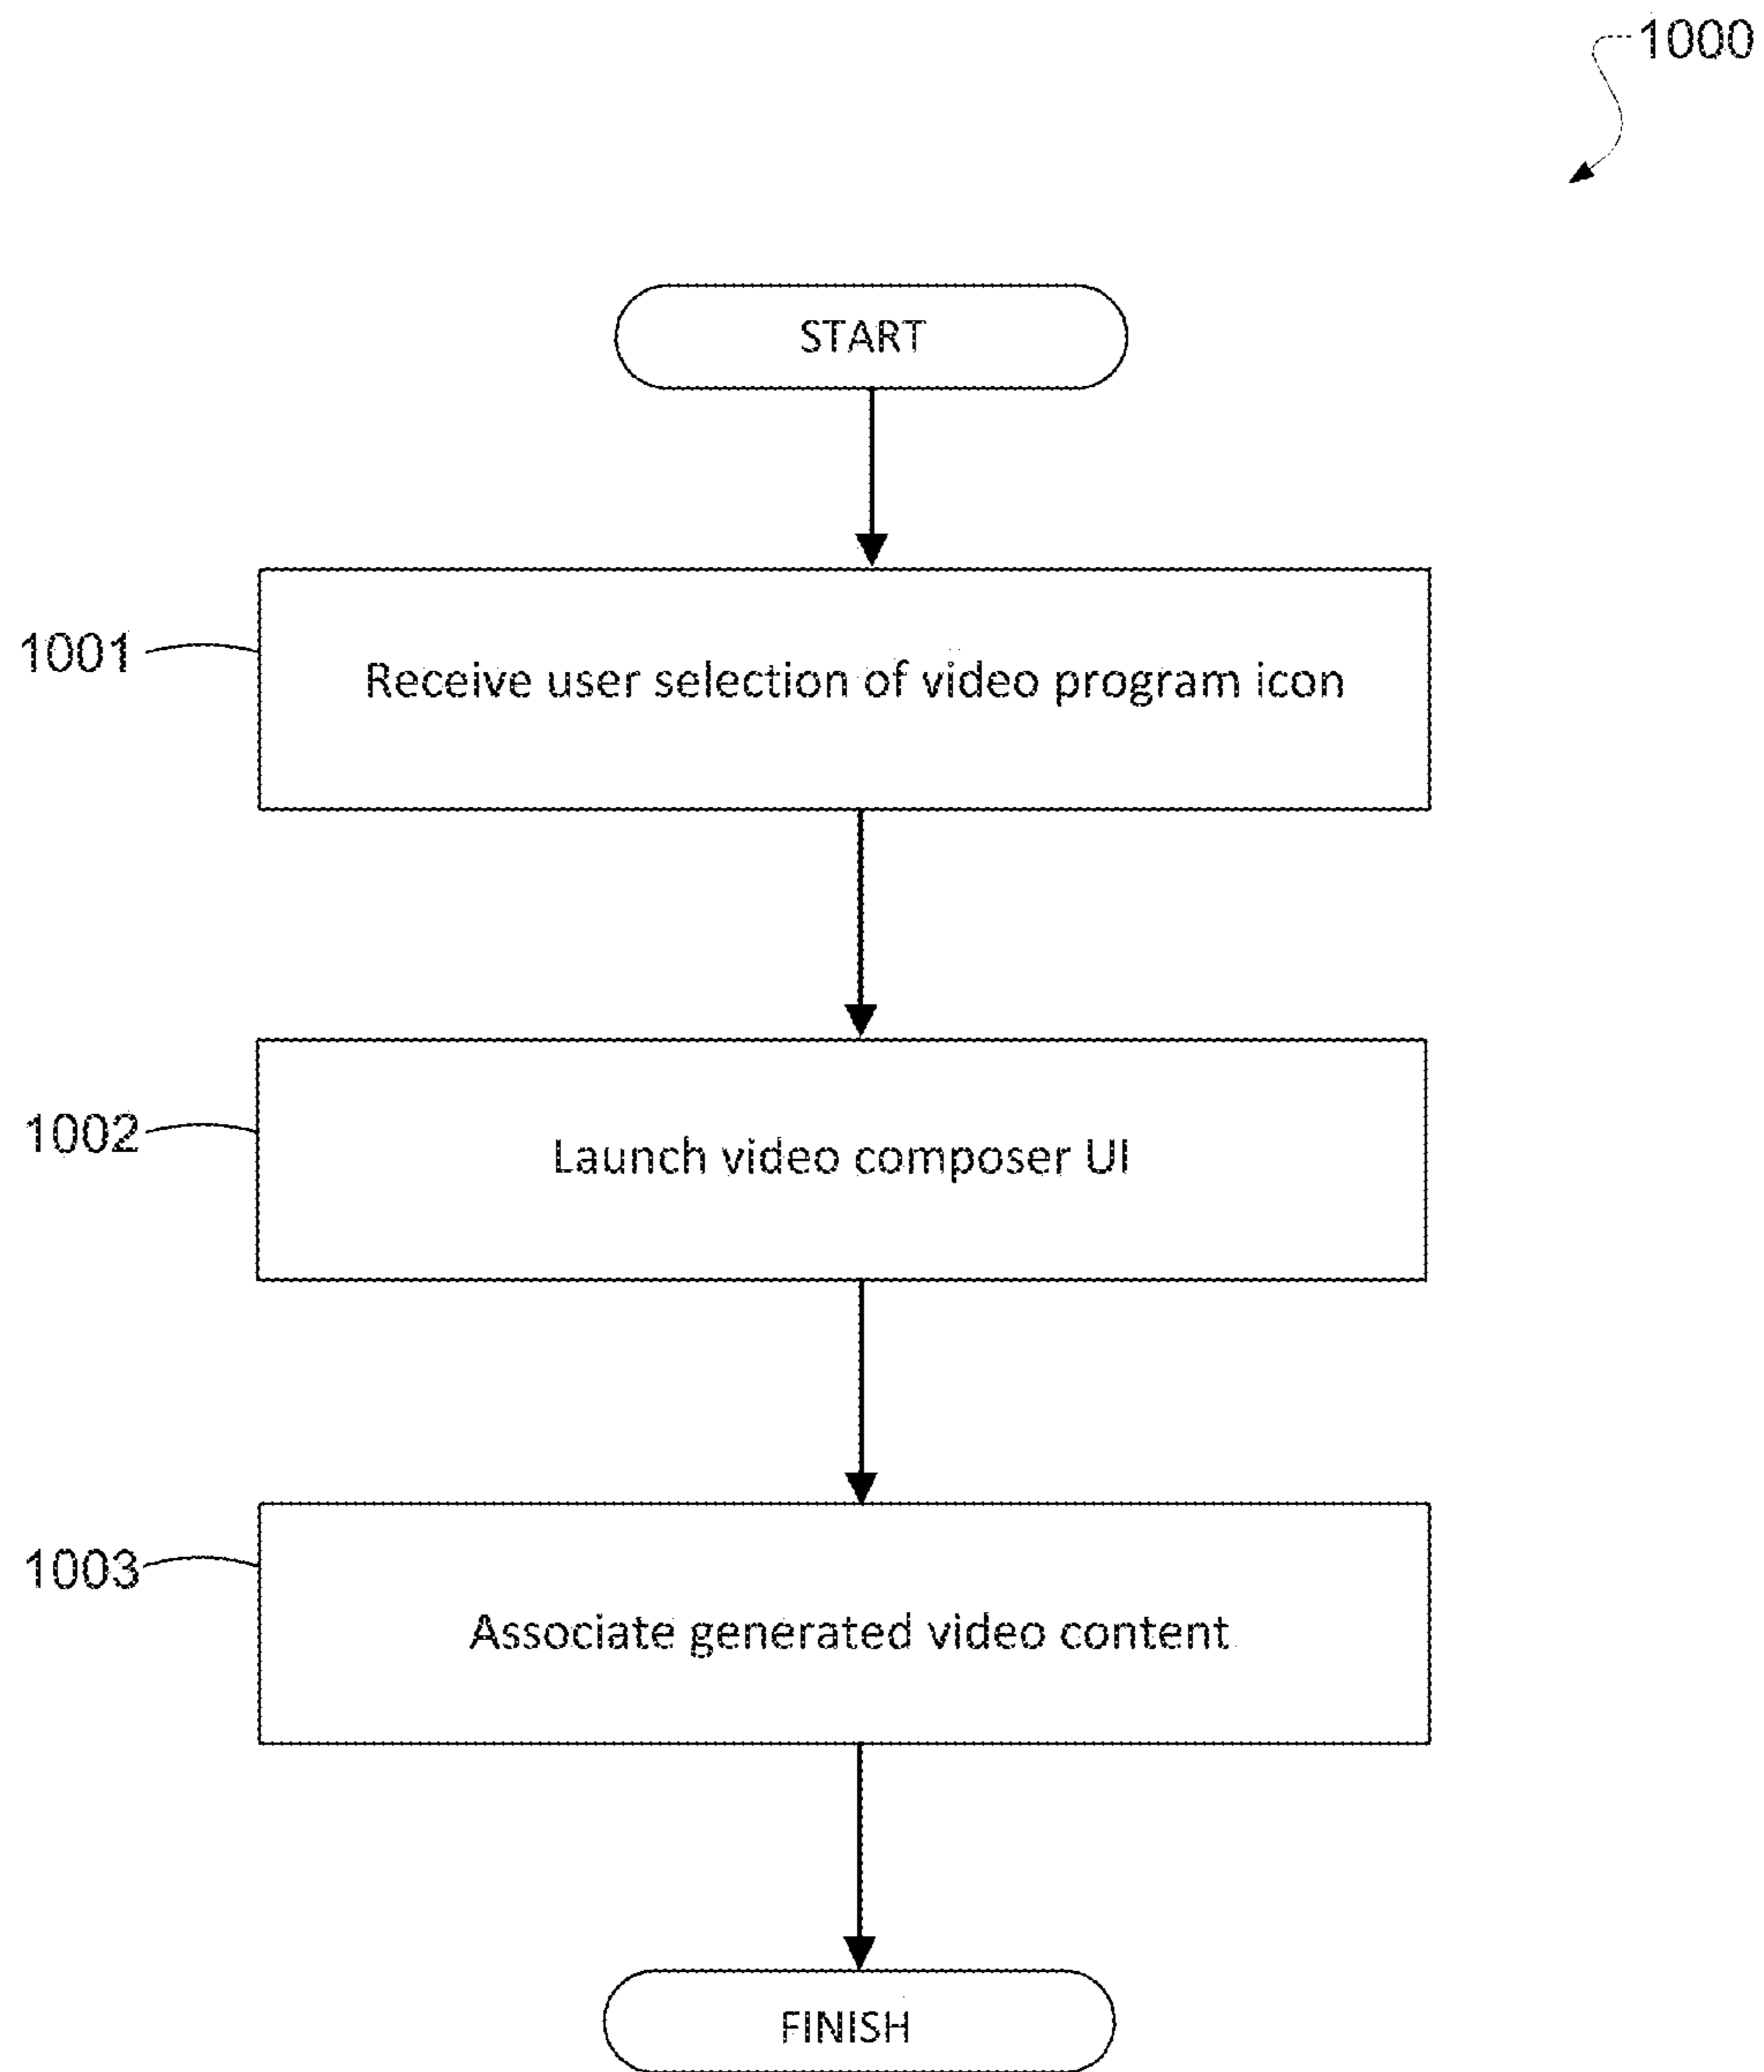 1000
START
1001
Receive user selection of video program icon
1002
Launch video composer UI
1003
Associate generated video content
FINISH